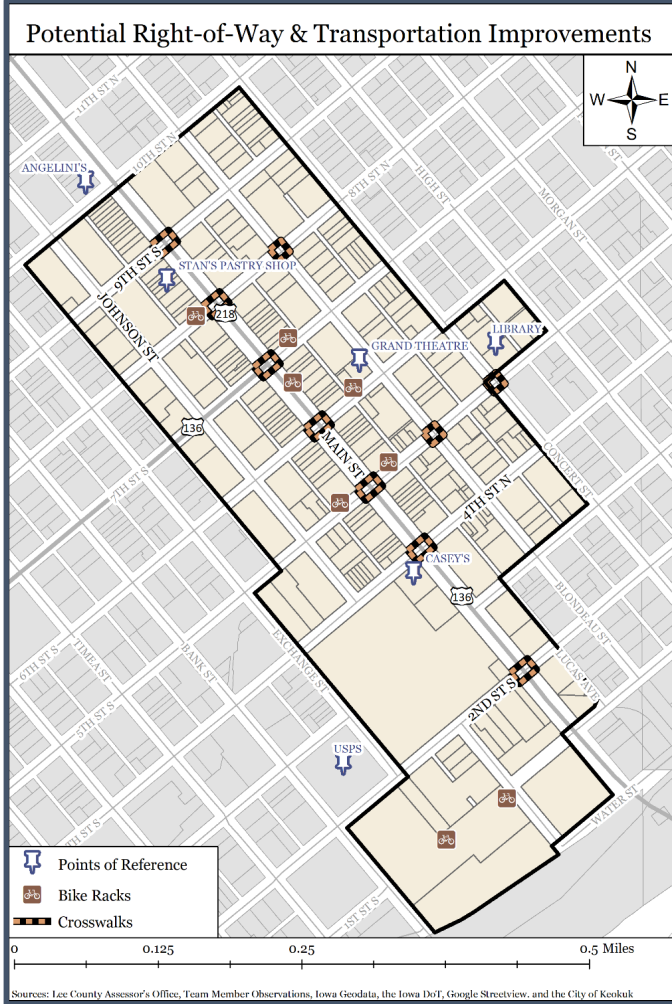 Potential Right-of-Way & Transportation Improvements
N
W E
S
11TH ST N
10TH ST N
ANGELINI'S
8TH ST N
HIGH ST
MORGAN ST
9TH ST S
STAN'S PASTRY SHOP
JOHNSON ST
218
LIBRARY
GRAND THEATRE
136
MAIN ST
7TH ST S
CONCERT ST
4TH ST N
CASEY'S
136
BLONDEAU ST
6TH ST S
TIMEA ST
BANK ST
EXCHANGE ST
LUCAS AVE
5TH ST S
2ND ST S
USPS
WATER ST
TH ST S
1ST ST S
Points of Reference
Bike Racks
Crosswalks
0 0.125 0.25 0.5 Miles
Sources: Lee County Assessor's Office, Team Member Observations, Iowa Geodata, the Iowa DoT, Google Streetview. and the City of Keokuk